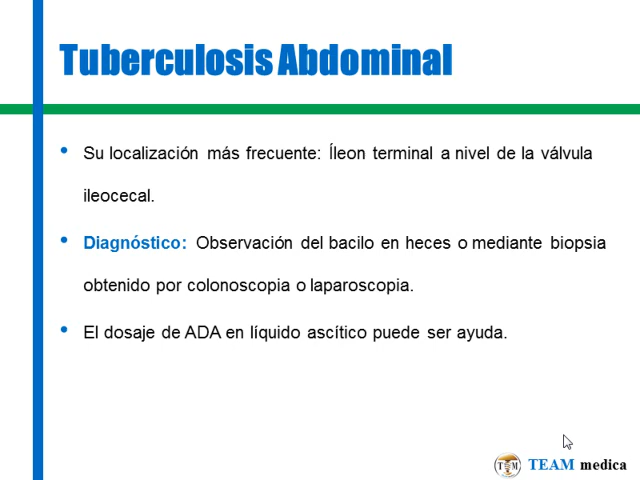 Tuberculosis Abdominal
• Su localización más frecuente: Íleon terminal a nivel de la válvula
ileocecal.
• Diagnóstico: Observación del bacilo en heces o mediante biopsia
obtenido por colonoscopia o laparoscopia.
• El dosaje de ADA en líquido ascítico puede ser ayuda.
TM TEAM medica